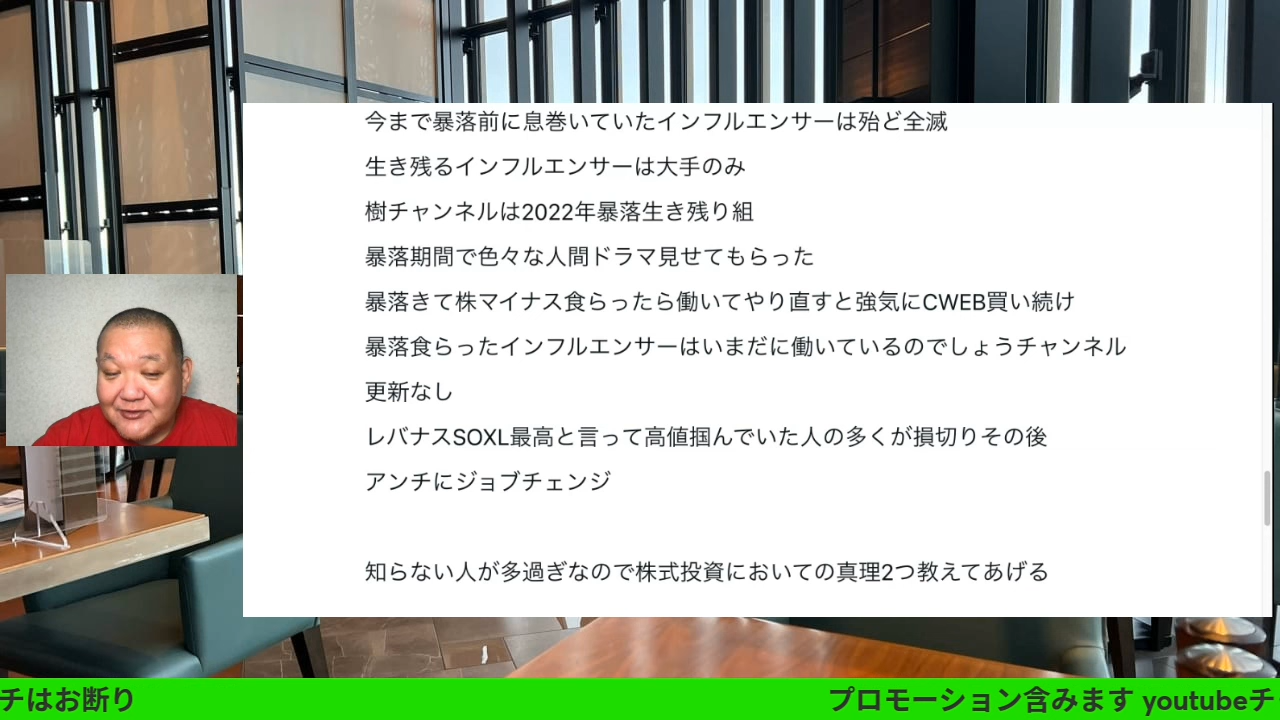 今まで暴落前に息巻いていたインフルエンサーは殆ど全滅
生き残るインフルエンサーは大手のみ
樹チャンネルは2022年暴落生き残り組
暴落期間で色々な人間ドラマ見せてもらった
暴落きて株マイナス食らったら働いてやり直すと強気にCWEB買い続け
暴落食らったインフルエンサーはいまだに働いているのでしょうチャンネル
更新なし
レバナスSOXL最高と言って高値掴んでいた人の多くが損切りその後
アンチにジョブチェンジ
知らない人が多過ぎなので株式投資においての真理2つ教えてあげる
チはお断り
プロモーション含みます youtubeチ